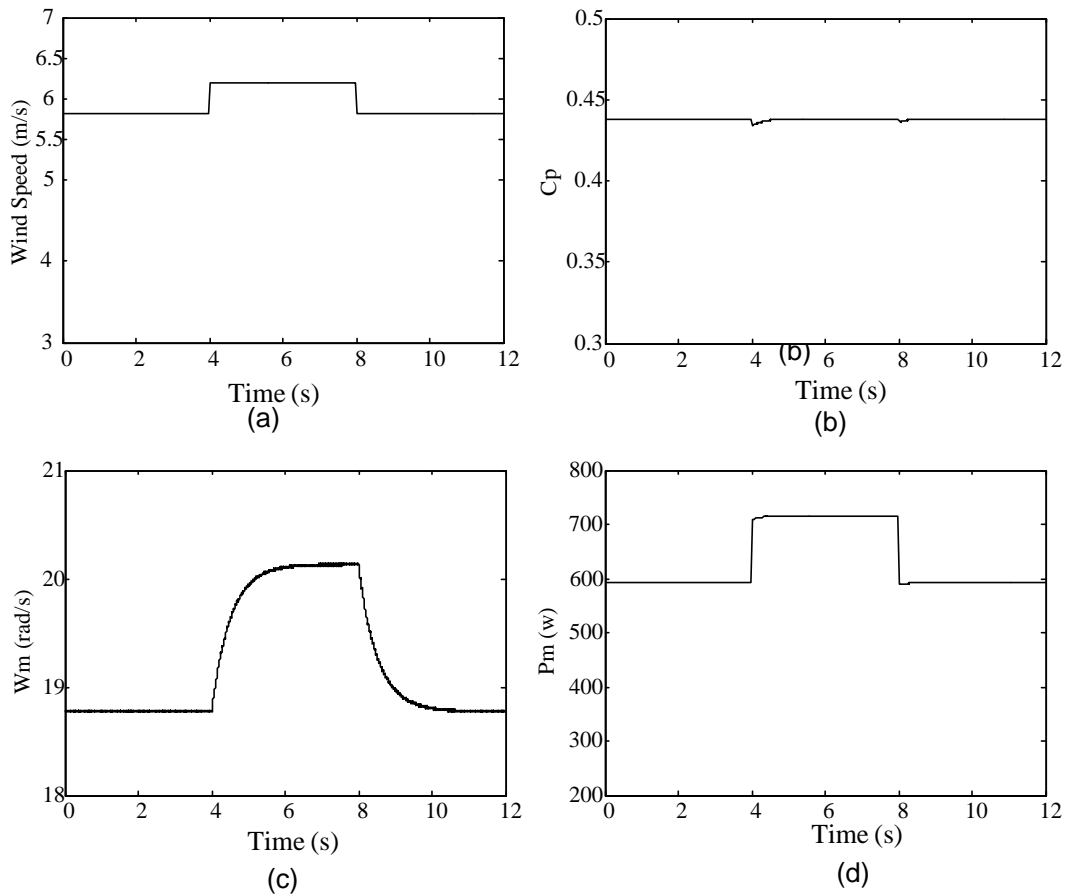 7
6.5
6
5.5
5
4
3
Wind Speed (m/s)
0 2 4 6 8 10 12
Time (s)
(a)
0.5
0.45
0.4
0.35
0.3
Cp
0 2 4 6 8 10 12
(b)
Time (s)
(b)
21
20
19
18
Wm (rad/s)
0 2 4 6 8 10 12
Time (s)
(c)
800
700
600
500
400
300
200
Pm (w)
0 2 4 6 8 10 12
Time (s)
(d)